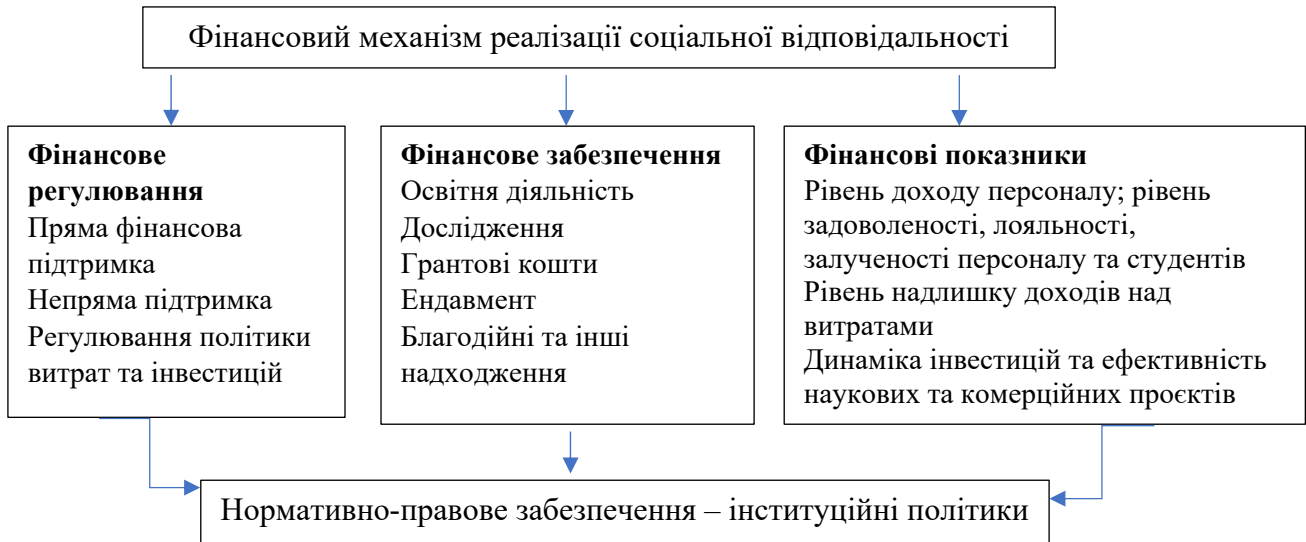 Фінансовий механізм реалізації соціальної відповідальності
Фінансове
регулювання
Пряма фінансова
підтримка
Непряма підтримка
Регулювання політики
витрат та інвестицій
Фінансове забезпечення
Освітня діяльність
Дослідження
Грантові кошти
Ендавмент
Благодійні та інші
надходження
Фінансові показники
Рівень доходу персоналу; рівень
задоволеності, лояльності,
залученості персоналу та студентів
Рівень надлишку доходів над
витратами
Динаміка інвестицій та ефективність
наукових та комерційних проєктів
Нормативно-правове забезпечення – інституційні політики